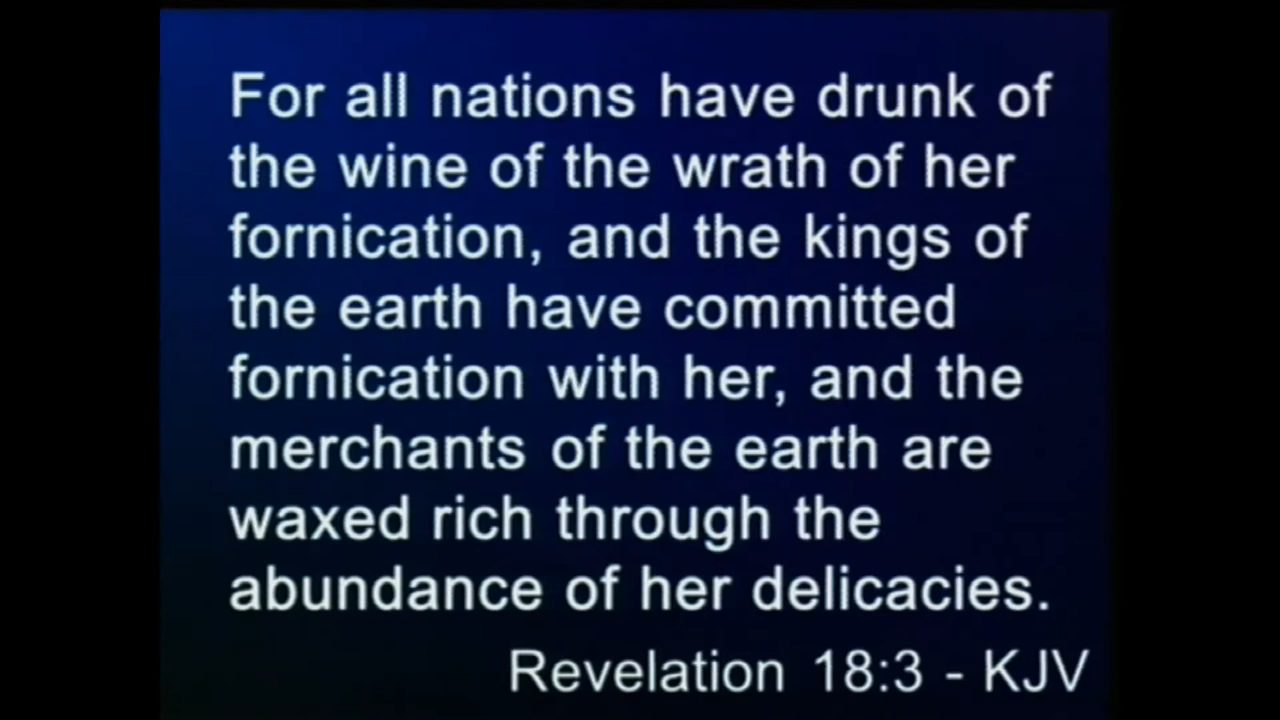 For all nations have drunk of
the wine of the wrath of her
fornication, and the kings of
the earth have committed
fornication with her, and the
merchants of the earth are
waxed rich through the
abundance of her delicacies.
Revelation 18:3 - KJV